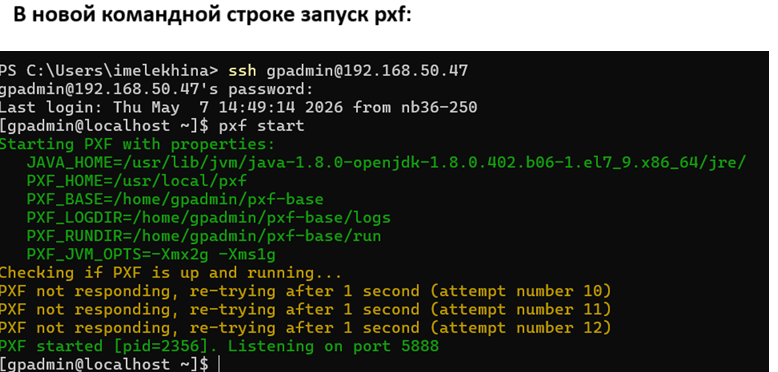 В новой командной строке запуск pxf:
PS C:\Users\imelekhina> ssh gpadmin@192.168.50.47
gpadmin@192.168.50.47's password:
Last login: Thu May  7 14:49:14 2026 from nb36-250
[gpadmin@localhost ~]$ pxf start
Starting PXF with properties:
   JAVA_HOME=/usr/lib/jvm/java-1.8.0-openjdk-1.8.0.402.b06-1.el7_9.x86_64/jre/
   PXF_HOME=/usr/local/pxf
   PXF_BASE=/home/gpadmin/pxf-base
   PXF_LOGDIR=/home/gpadmin/pxf-base/logs
   PXF_RUNDIR=/home/gpadmin/pxf-base/run
   PXF_JVM_OPTS=-Xmx2g -Xms1g
Checking if PXF is up and running...
PXF not responding, re-trying after 1 second (attempt number 10)
PXF not responding, re-trying after 1 second (attempt number 11)
PXF not responding, re-trying after 1 second (attempt number 12)
PXF started [pid=2356]. Listening on port 5888
[gpadmin@localhost ~]$